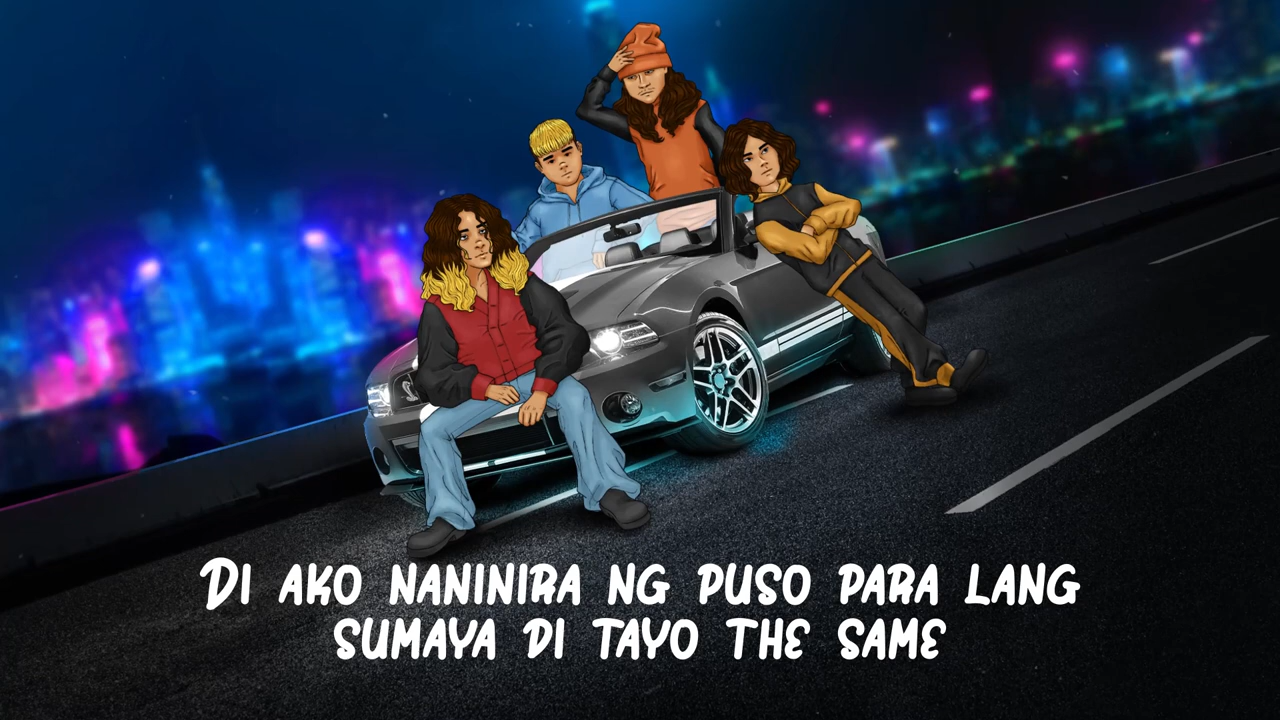 Di ako naninira ng puso para lang
sumaya di tayo the same